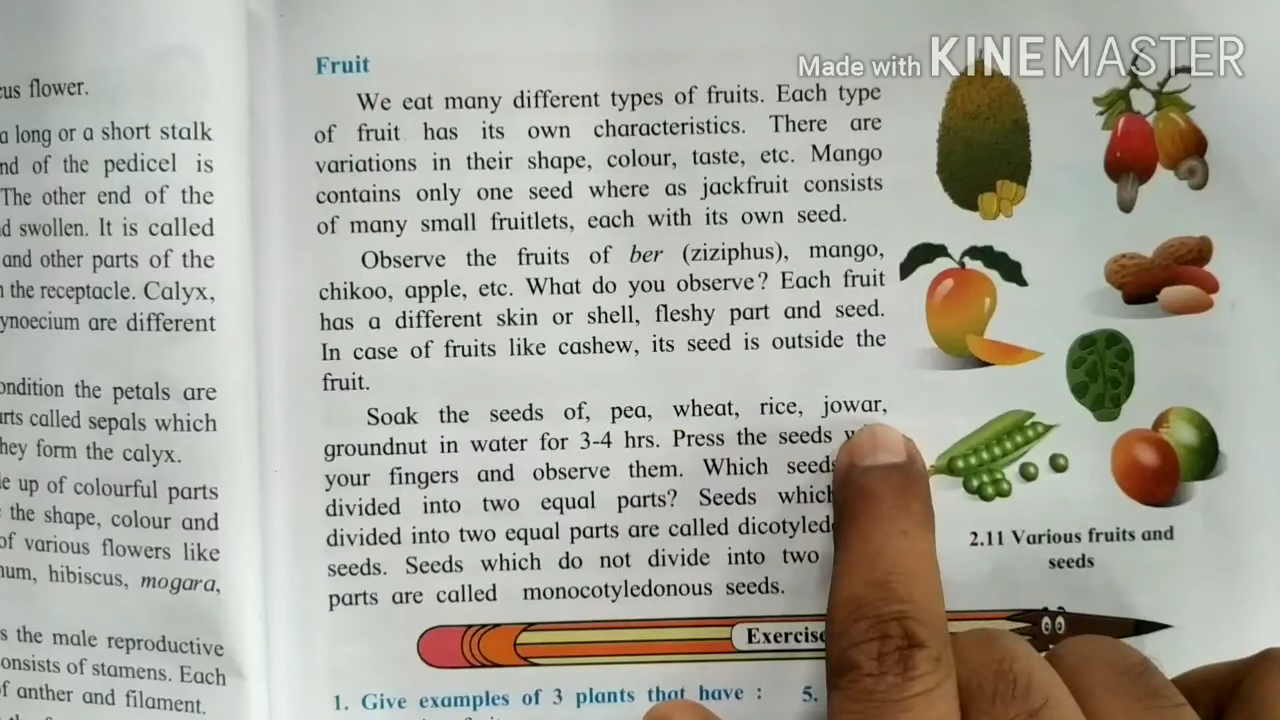 Made with KINEMASTER
us flower.
a long or a short stalk
nd of the pedicel is
The other end of the
d swollen. It is called
and other parts of the
the receptacle. Calyx,
ynoecium are different
ondition the petals are
rts called sepals which
hey form the calyx.
e up of colourful parts
the shape, colour and
of various flowers like
num, hibiscus, mogara,
s the male reproductive
onsists of stamens. Each
f anther and filament.
Fruit
We eat many different types of fruits. Each type
of fruit has its own characteristics. There are
variations in their shape, colour, taste, etc. Mango
contains only one seed where as jackfruit consists
of many small fruitlets, each with its own seed.
Observe the fruits of ber (ziziphus), mango,
chikoo, apple, etc. What do you observe? Each fruit
has a different skin or shell, fleshy part and seed.
In case of fruits like cashew, its seed is outside the
fruit.
Soak the seeds of, pea, wheat, rice, jowar,
groundnut in water for 3-4 hrs. Press the seeds
your fingers and observe them. Which seeds
divided into two equal parts? Seeds which
divided into two equal parts are called dicotyled
seeds. Seeds which do not divide into two
parts are called monocotyledonous seeds.
2.11 Various fruits and
seeds
Exercise
1. Give examples of 3 plants that have :
5.